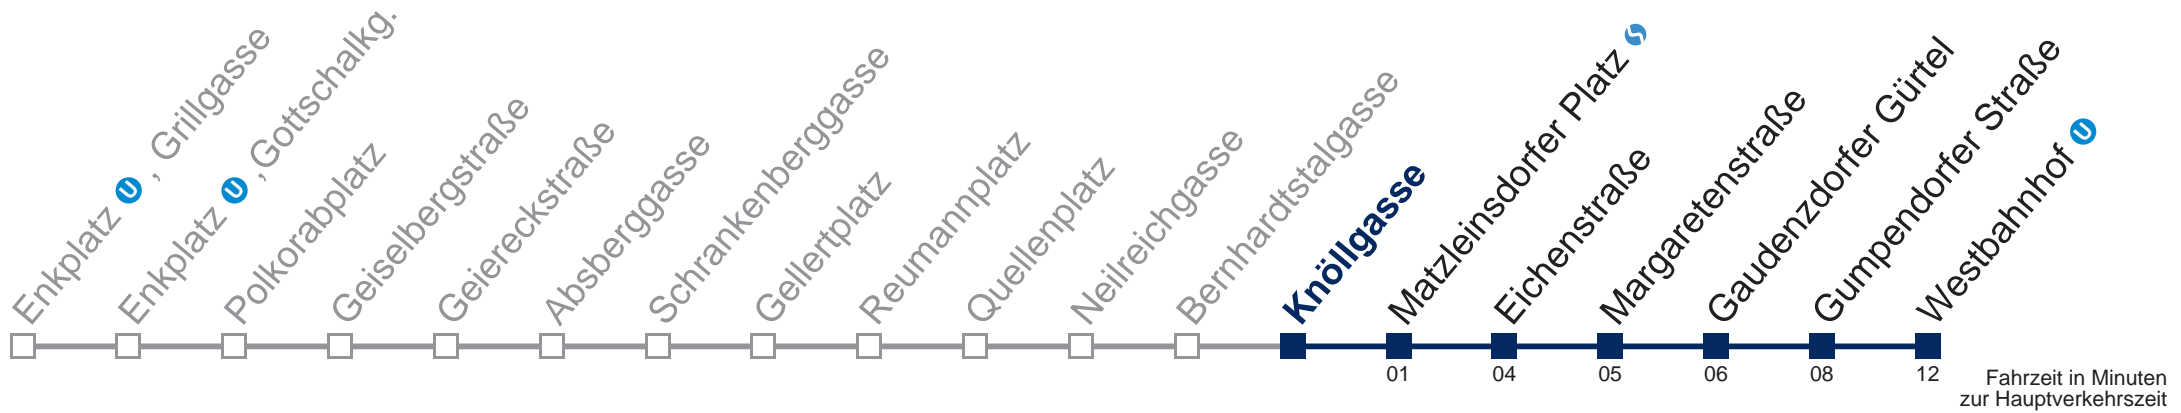 Enkplatz U , Grillgasse
Enkplatz U , Gottschalkg.
Polkorabplatz
Geiselbergstraße
Geiereckstraße
Absberggasse
Schrankenberggasse
Gellertplatz
Reumannplatz
Quellenplatz
Neilreichgasse
Bernhardtstalgasse
Knöllgasse
Matzleinsdorfer Platz S
Eichenstraße
Margaretenstraße
Gaudenzdorfer Gürtel
Gumpendorfer Straße
Westbahnhof U
01 04 05 06 08 12
Fahrzeit in Minuten
zur Hauptverkehrszeit